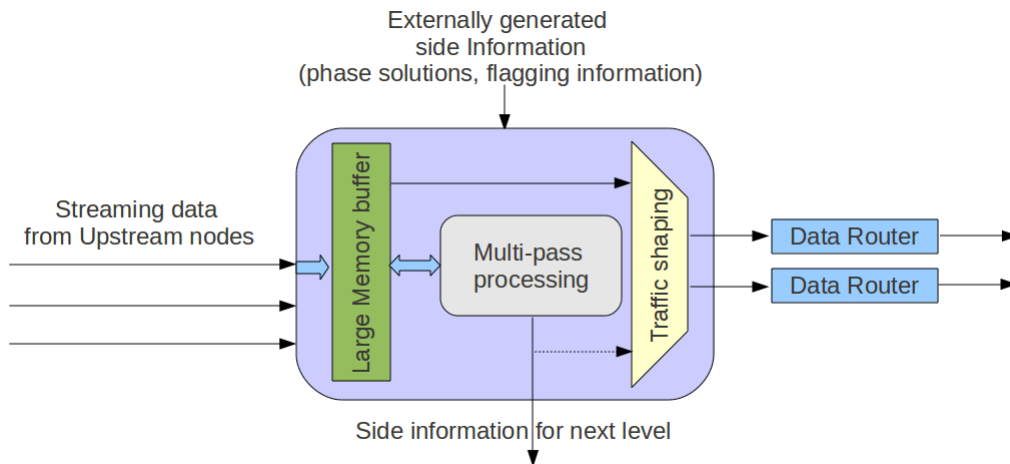 Externally generated
side Information
(phase solutions, flagging information)
Streaming data
from Upstream nodes
Large Memory buffer
Multi-pass
processing
Traffic shaping
Data Router
Data Router
Side information for next level